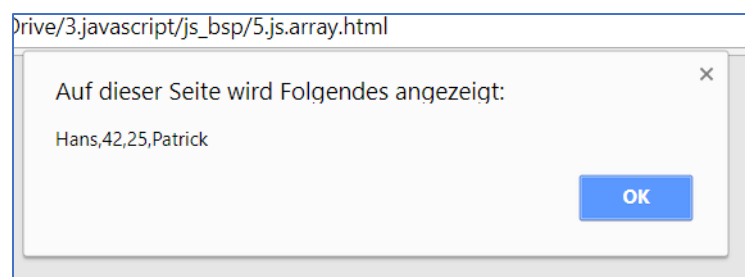 Drive/3.javascript/js_bsp/5.js.array.html
Auf dieser Seite wird Folgendes angezeigt:
Hans,42,25,Patrick
OK